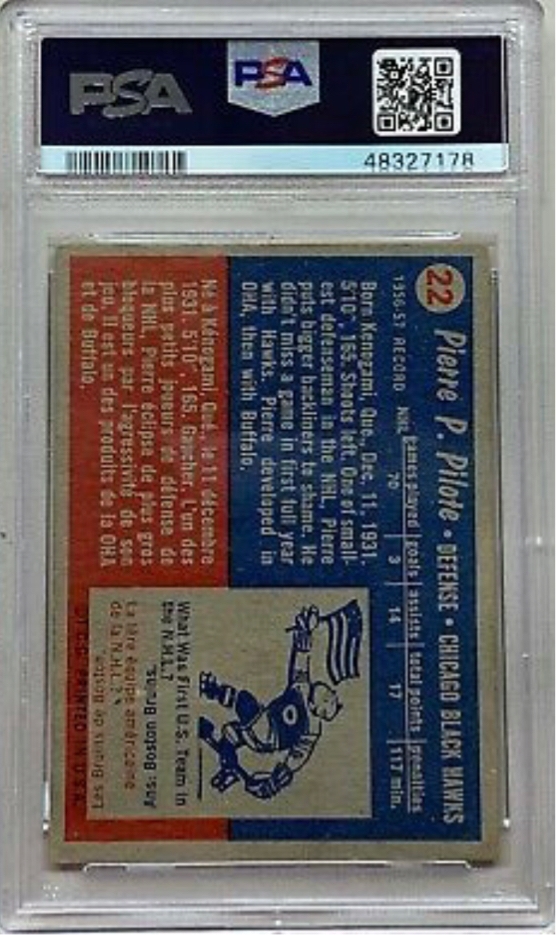 PSA
PSA
48327178
22 Pierre P. Pilote • DEFENSE • CHICAGO BLACK HAWKS
1956-57 RECORD NHL games played goals assists total points penalties
70 3 14 17 117 min.
Born Kenogami, Que., Dec. 11, 1931.
5'10", 165. Shoots left. One of small-
est defenseman in the NHL, Pierre
puts bigger backliners to shame. He
didn't miss a game in first full year
with Hawks. Pierre developed in
OHA, then with Buffalo.
Né à Kénogami, Qué., le 11 décembre
1931. 5'10", 165. Gaucher. L'un des
plus petits joueurs de défense de
la NHL, Pierre éclipse de plus gros
bloqueurs par l'agressivité de son
jeu. Il est un des produits de la OHA
et de Buffalo.
What Was First U.S. Team in
the N.H.L.?
Ans: Boston Bruins.
La 1ère équipe américaine
de la N.H.L.?
Les Bruins de Boston.
T.C.G. PRINTED IN U.S.A.